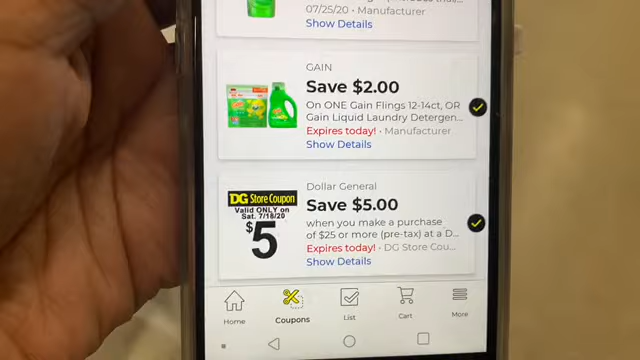 07/25/20 • Manufacturer
Show Details
GAIN
Save $2.00
On ONE Gain Flings 12-14ct, OR
Gain Liquid Laundry Detergen...
Expires today! • Manufacturer
Show Details
Dollar General
DG Store Coupon
Valid ONLY on
Sat. 7/18/20
$5
Save $5.00
when you make a purchase
of $25 or more (pre-tax) at a D...
Expires today! • DG Store Cou...
Show Details
Home
Coupons
List
Cart
More